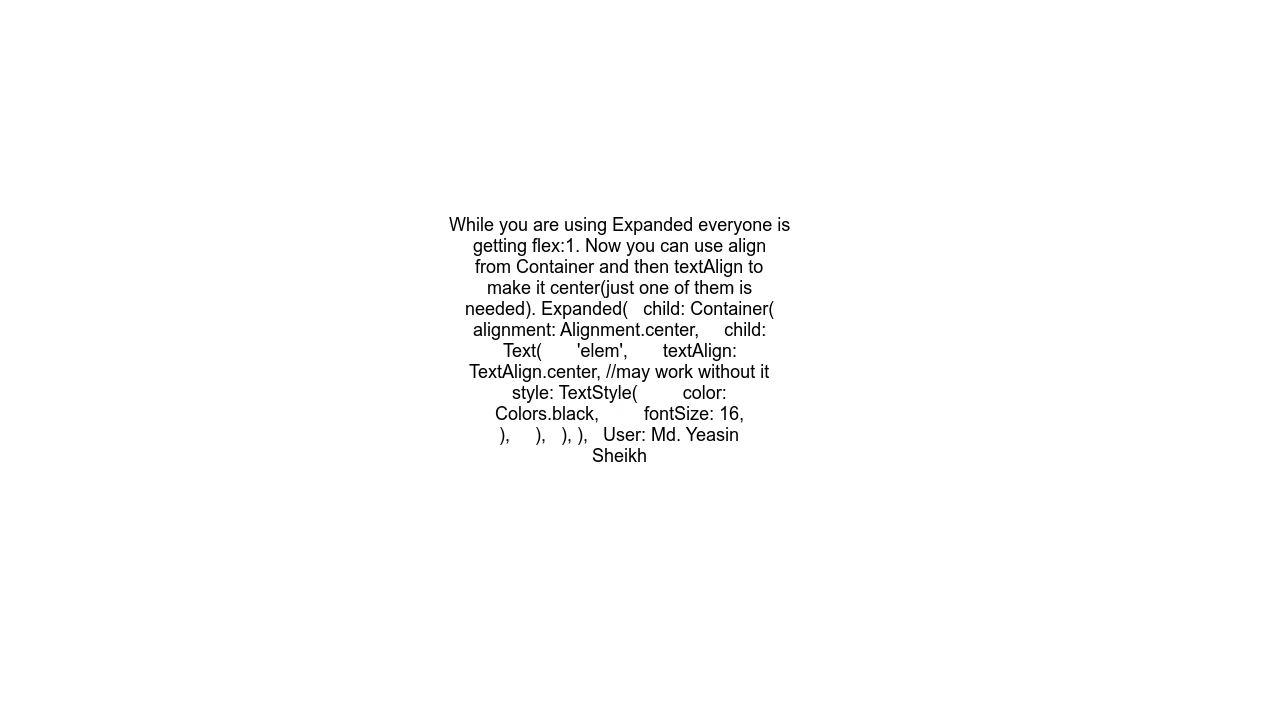 While you are using Expanded everyone is
getting flex:1. Now you can use align
from Container and then textAlign to
make it center(just one of them is
needed). Expanded(   child: Container(
alignment: Alignment.center,     child:
Text(       'elem',       textAlign:
TextAlign.center, //may work without it
style: TextStyle(         color:
Colors.black,         fontSize: 16,
),     ),   ), ),   User: Md. Yeasin
Sheikh